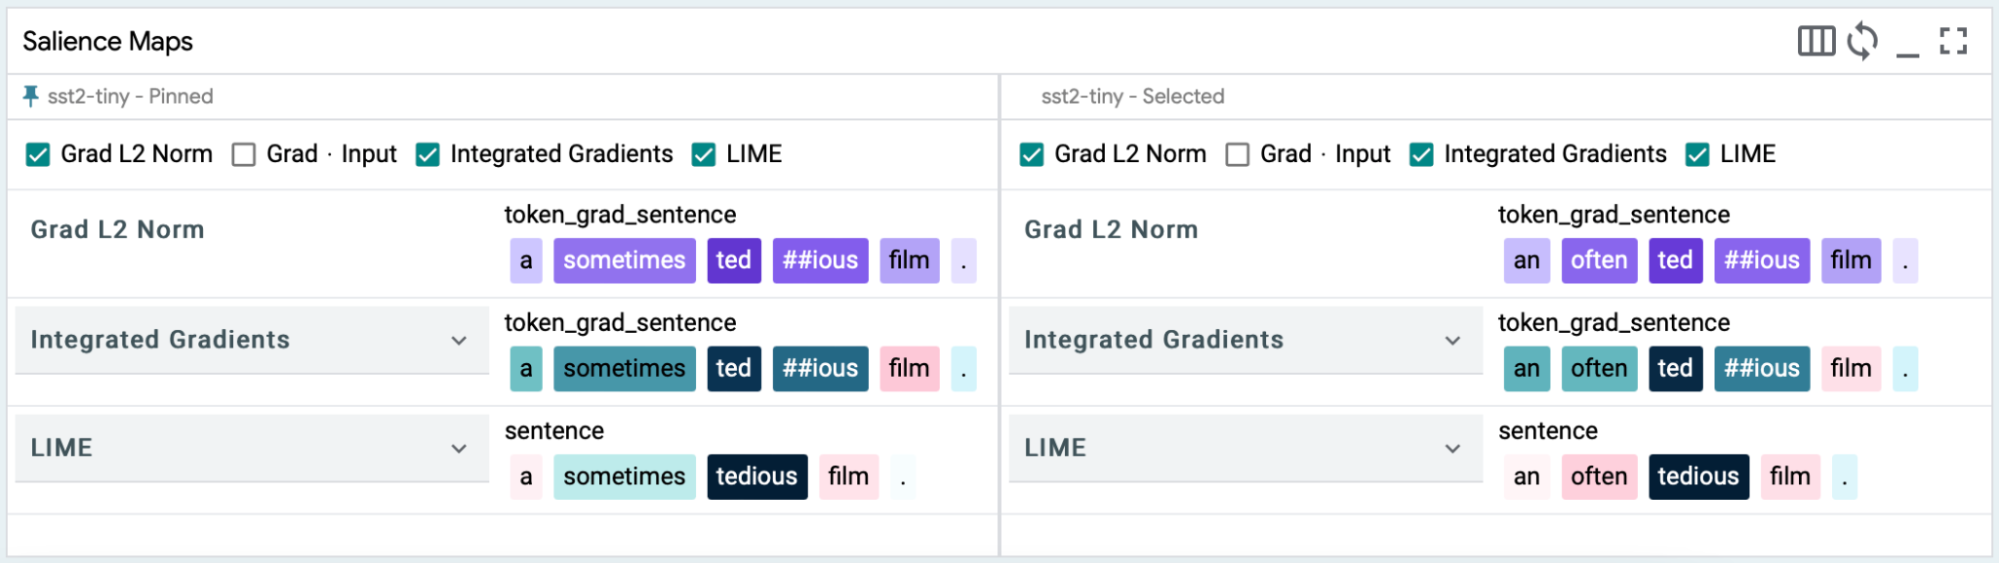 Salience Maps
sst2-tiny - Pinned
Grad L2 Norm Grad · Input Integrated Gradients LIME
Grad L2 Norm
token_grad_sentence
a sometimes ted ##ious film .
Integrated Gradients
token_grad_sentence
a sometimes ted ##ious film .
LIME
sentence
a sometimes tedious film .
sst2-tiny - Selected
Grad L2 Norm Grad · Input Integrated Gradients LIME
Grad L2 Norm
token_grad_sentence
an often ted ##ious film .
Integrated Gradients
token_grad_sentence
an often ted ##ious film .
LIME
sentence
an often tedious film .